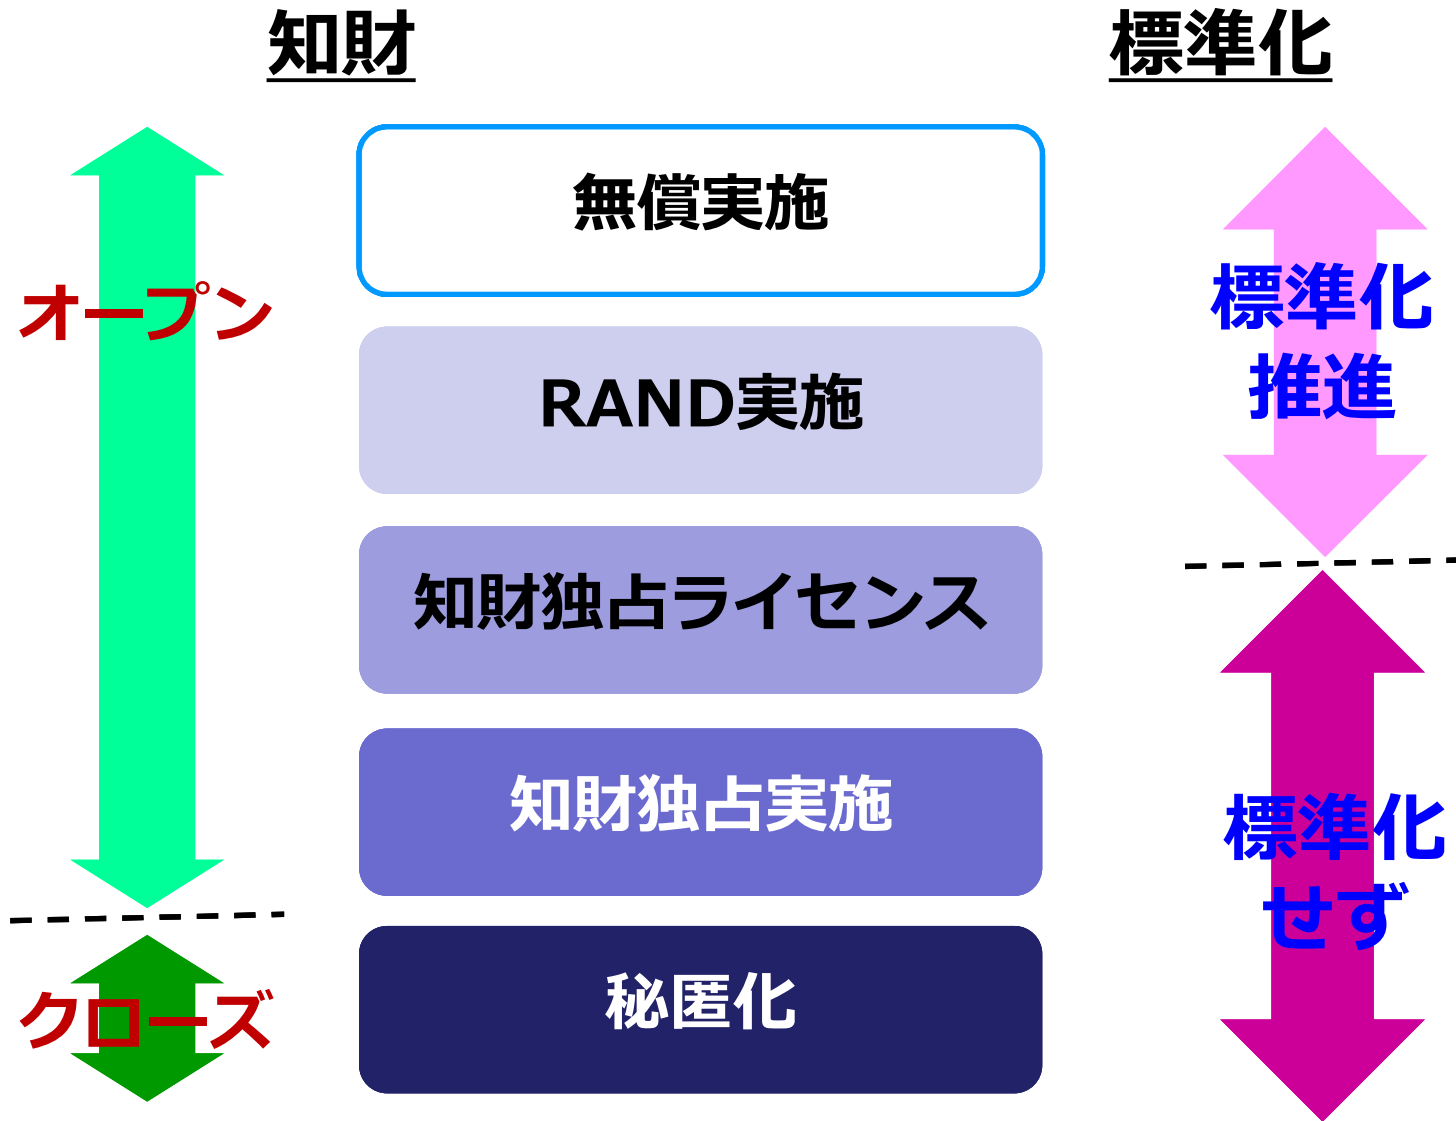 知財
標準化
オープン
無償実施
RAND実施
知財独占ライセンス
知財独占実施
クローズ
秘匿化
標準化
推進
標準化
せず